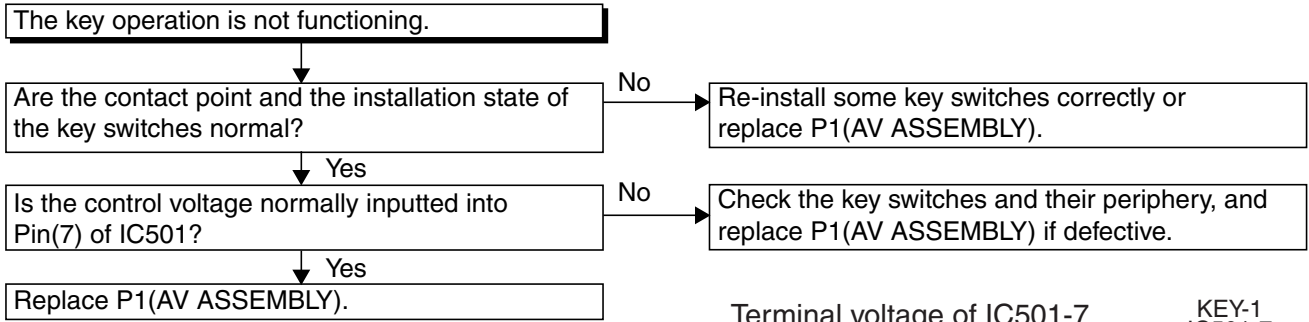 The key operation is not functioning.
Are the contact point and the installation state of
the key switches normal?
No
Re-install some key switches correctly or
replace P1(AV ASSEMBLY).
Yes
Is the control voltage normally inputted into
Pin(7) of IC501?
No
Check the key switches and their periphery, and
replace P1(AV ASSEMBLY) if defective.
Yes
Replace P1(AV ASSEMBLY).
Terminal voltage of IC501-7
KEY-1